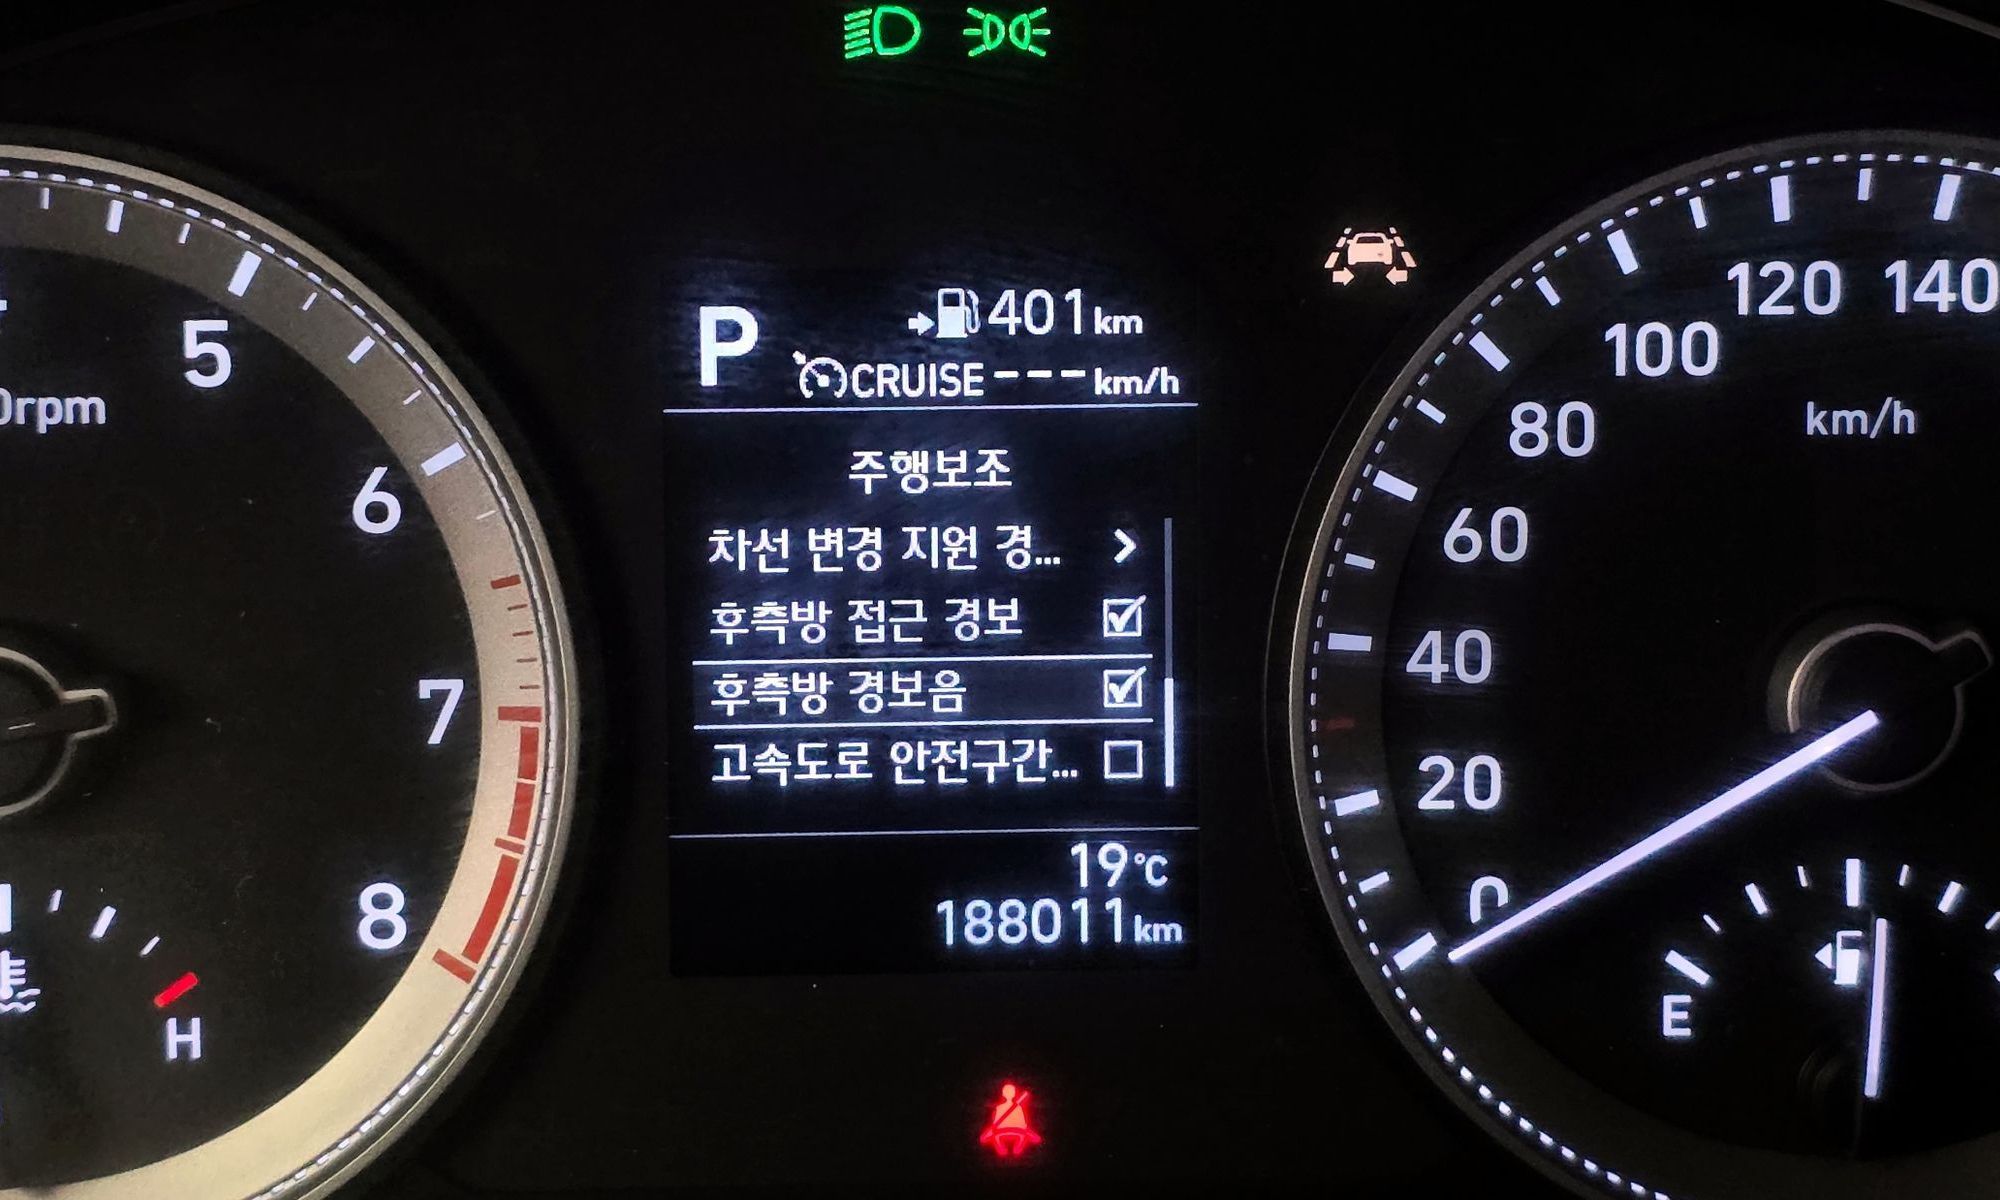 P
401km
CRUISE ---km/h
주행보조
차선 변경 지원 경... >
후측방 접근 경보
후측방 경보음
고속도로 안전구간...
19°C
188011km
5
6
7
8
H
120
140
100
80
km/h
60
40
20
0
E